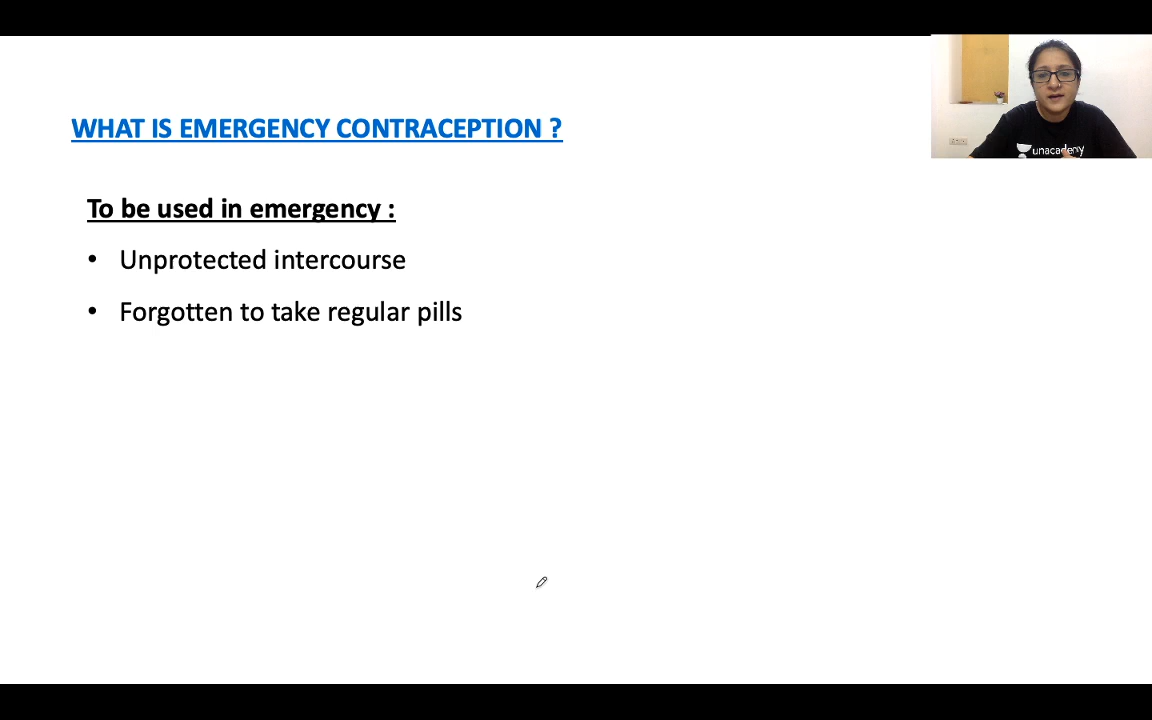 WHAT IS EMERGENCY CONTRACEPTION ?
unacademy
To be used in emergency :
• Unprotected intercourse
• Forgotten to take regular pills